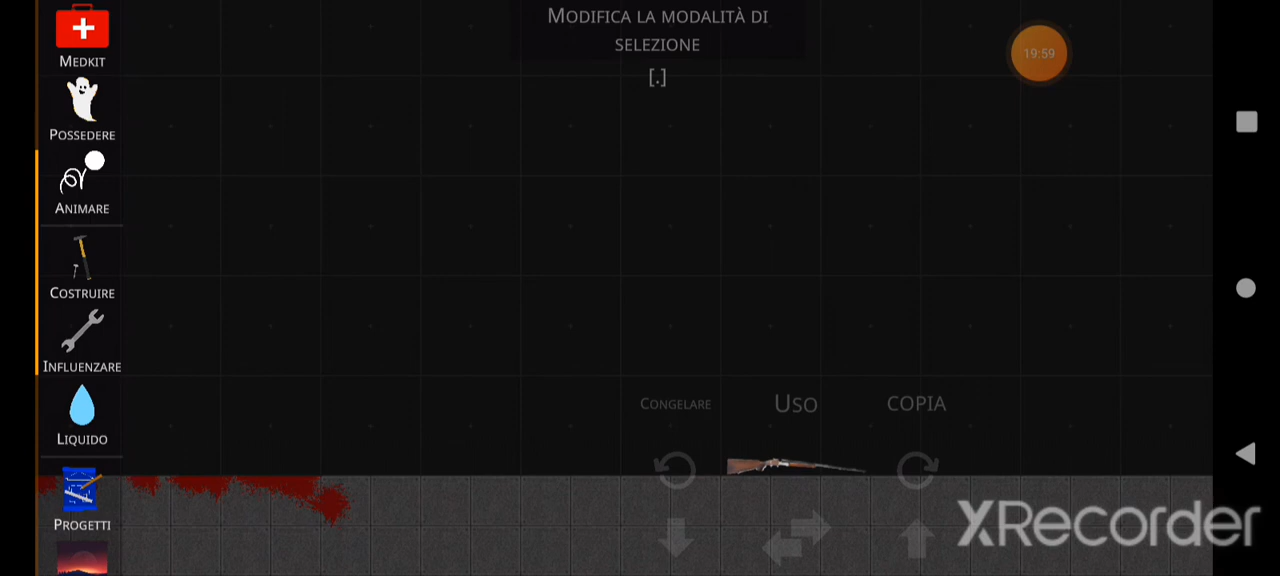 MODIFICA LA MODALITÀ DI
SELEZIONE
[.]
19:59
MEDKIT
POSSEDERE
ANIMARE
COSTRUIRE
INFLUENZARE
LIQUIDO
PROGETTI
CONGELARE
USO
COPIA
XRecorder